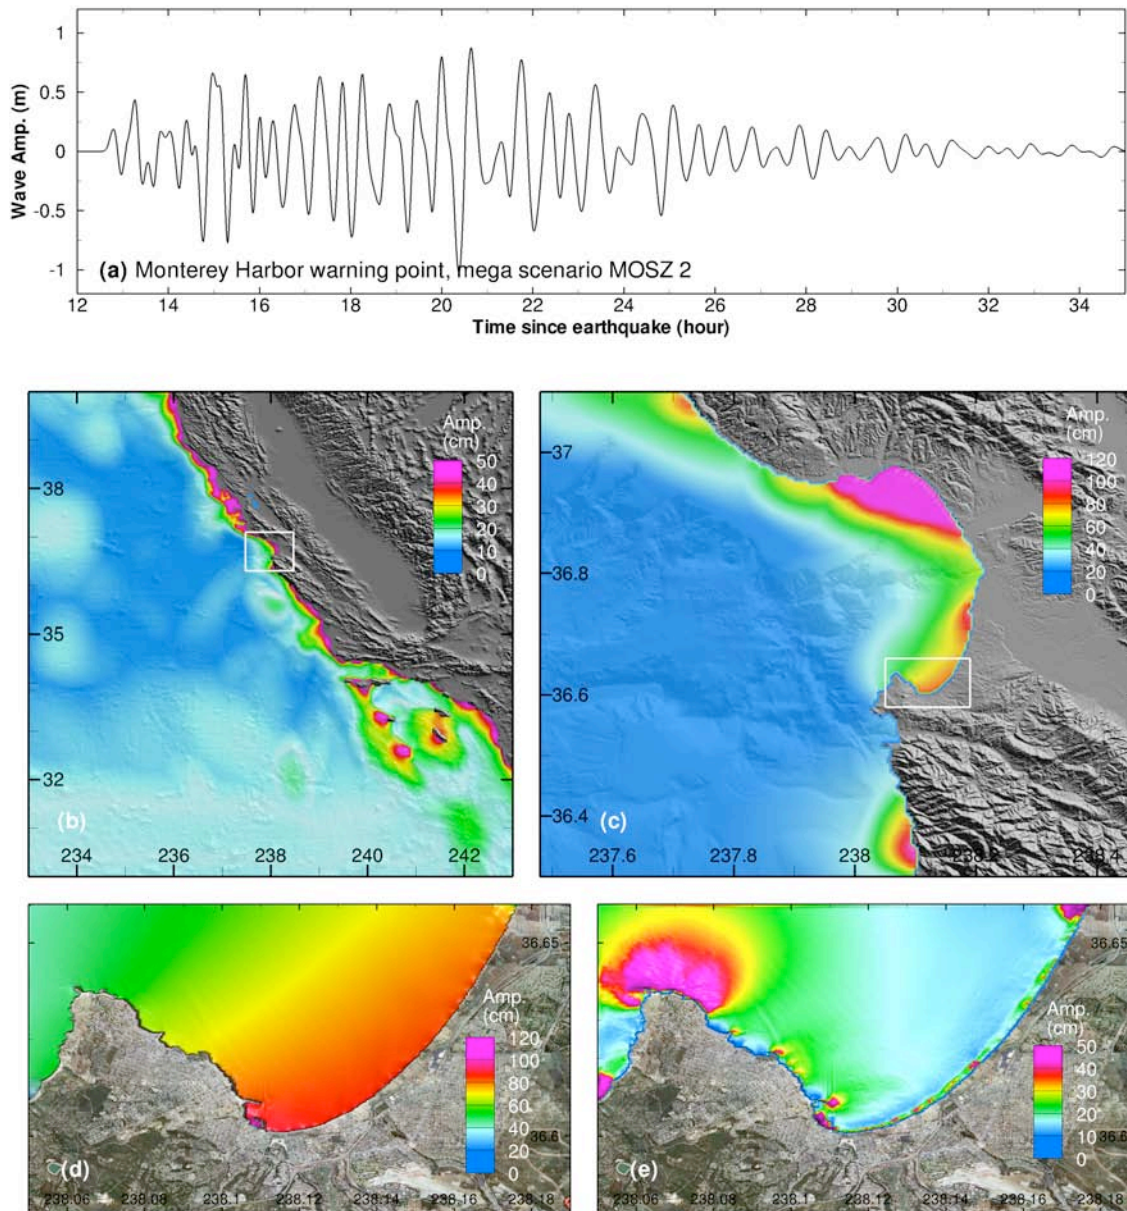 Wave Amp. (m)
1
0.5
0
-0.5
-1
(a) Monterey Harbor warning point, mega scenario MOSZ 2
12 14 16 18 20 22 24 26 28 30 32 34
Time since earthquake (hour)
Amp.
(cm)
50
40
30
20
10
0
38
35
32
(b)
234 236 238 240 242
Amp.
(cm)
120
100
80
60
40
20
0
37
36.8
36.6
36.4
(c)
237.6 237.8 238 238.2 238.4
36.65
Amp.
(cm)
120
100
80
60
40
20
0
36.6
(d)
238.06 238.08 238.1 238.12 238.14 238.16 238.18
36.65
Amp.
(cm)
50
40
30
20
10
0
36.6
(e)
238.06 238.08 238.1 238.12 238.14 238.16 238.18